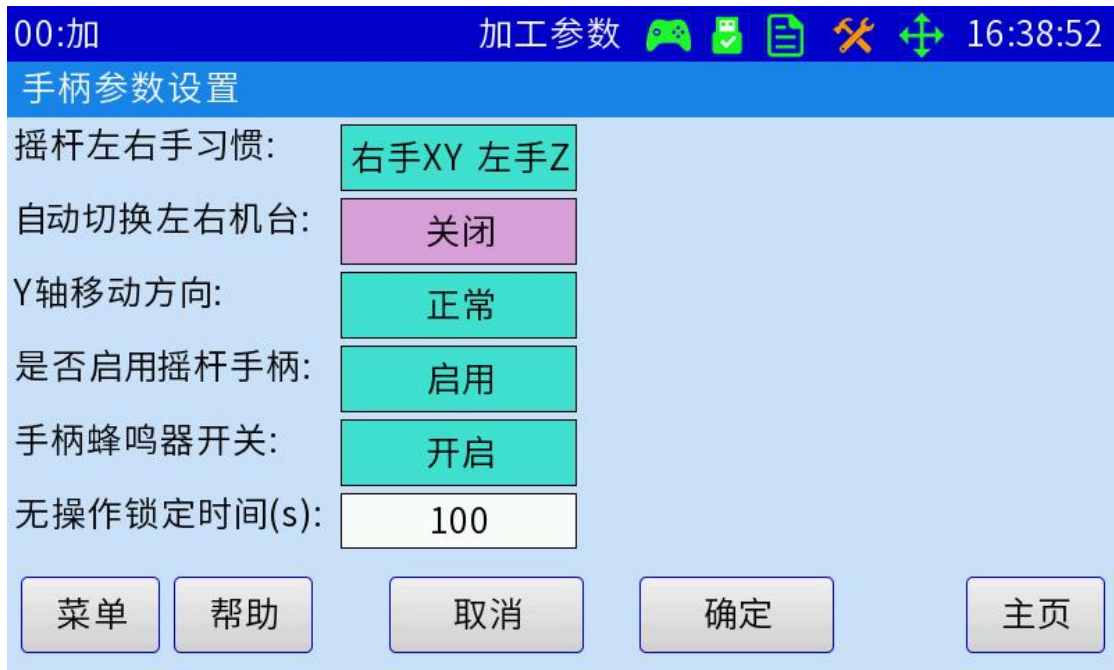 00:加 加工参数 16:38:52
手柄参数设置
摇杆左右手习惯: 右手XY 左手Z
自动切换左右机台: 关闭
Y轴移动方向: 正常
是否启用摇杆手柄: 启用
手柄蜂鸣器开关: 开启
无操作锁定时间(s): 100
菜单 帮助 取消 确定 主页